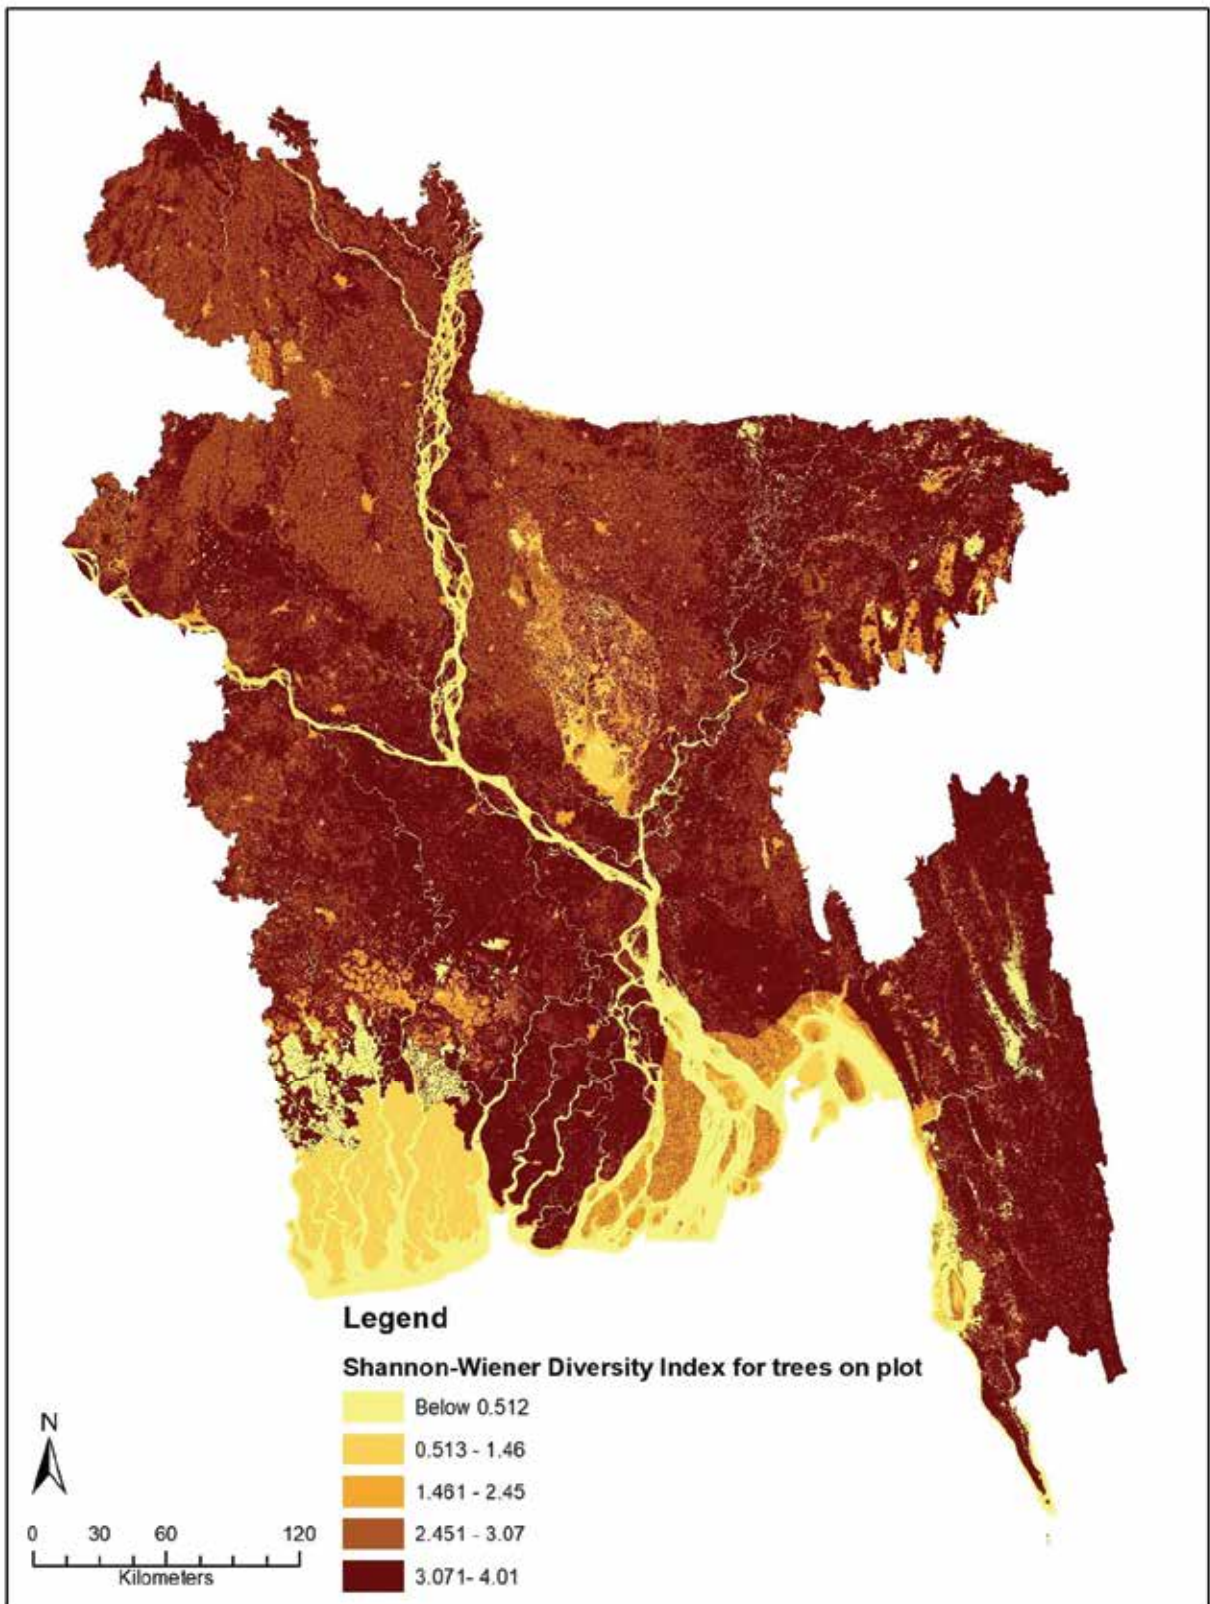 Legend
Shannon-Wiener Diversity Index for trees on plot
Below 0.512
0.513 - 1.46
1.461 - 2.45
2.451 - 3.07
3.071- 4.01
N
0 30 60 120
Kilometers